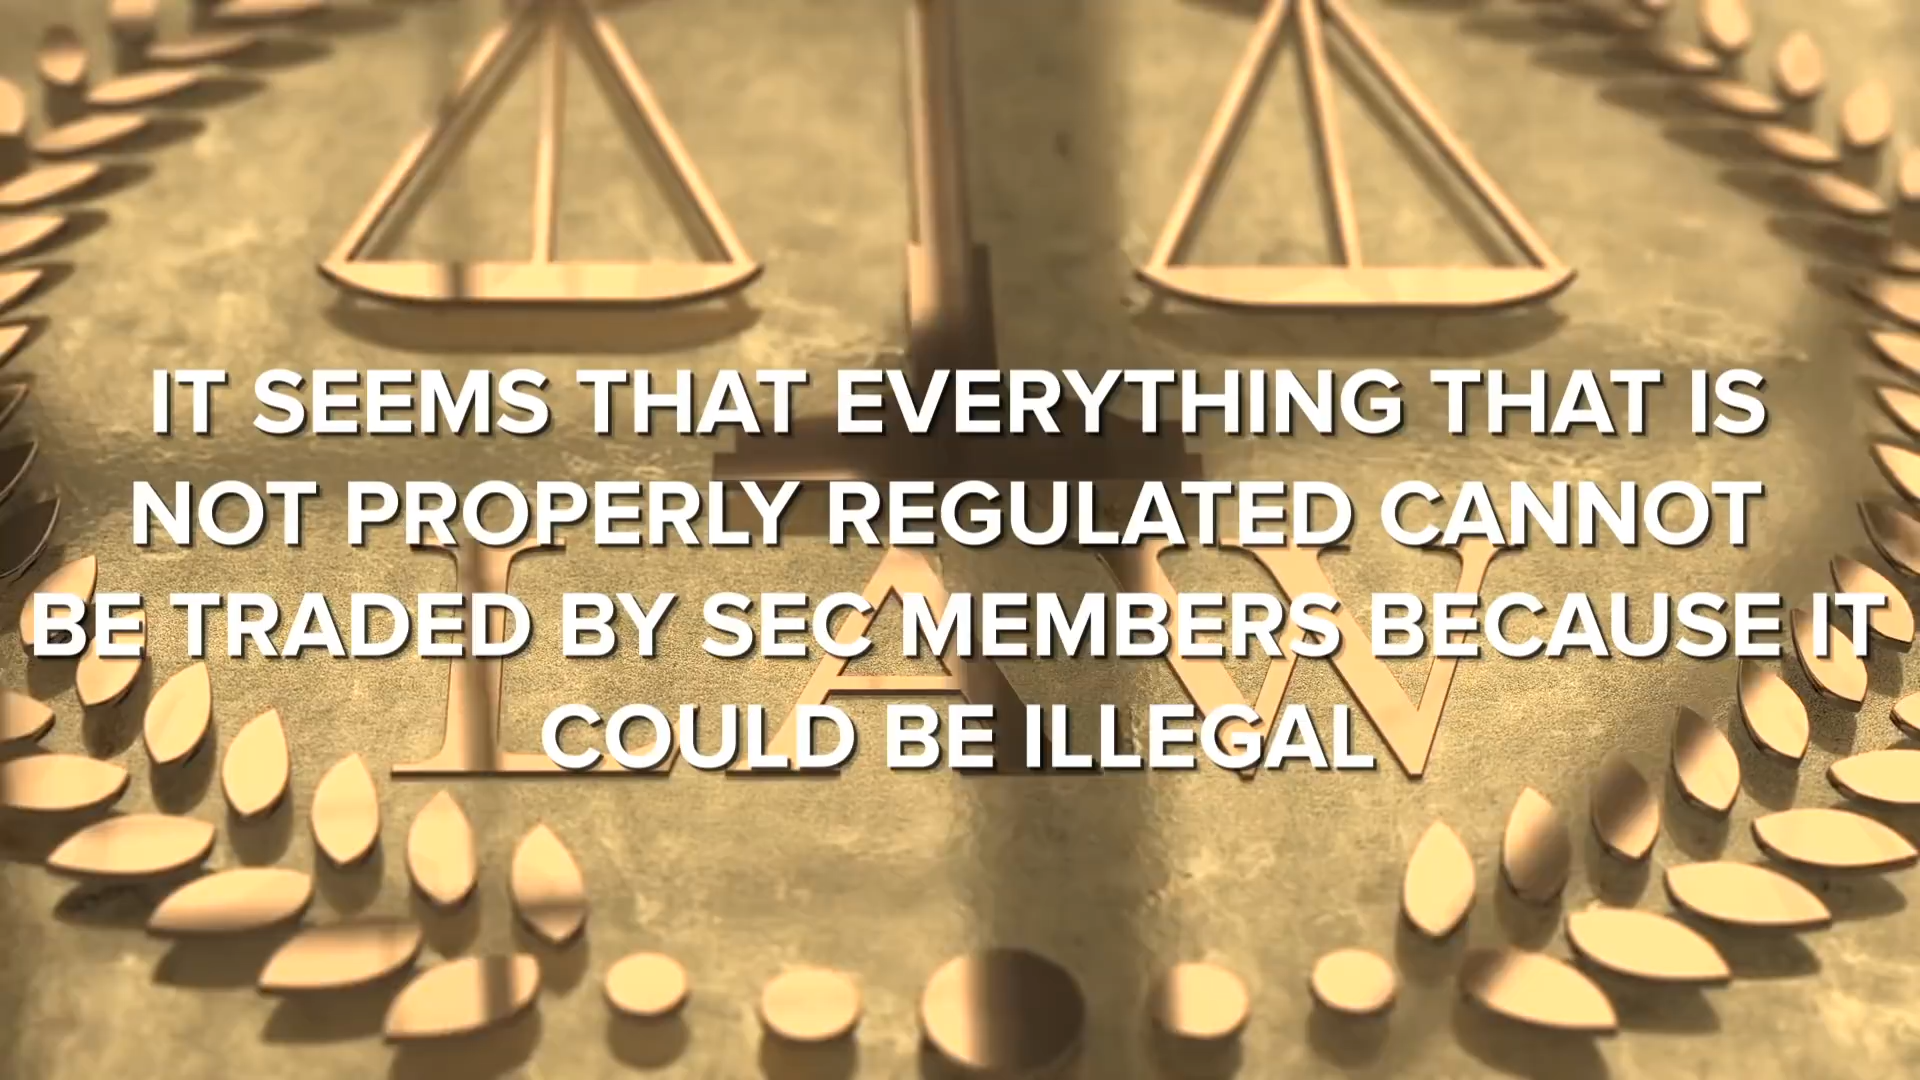 IT SEEMS THAT EVERYTHING THAT IS
NOT PROPERLY REGULATED CANNOT
BE TRADED BY SEC MEMBERS BECAUSE IT
COULD BE ILLEGAL
LAW